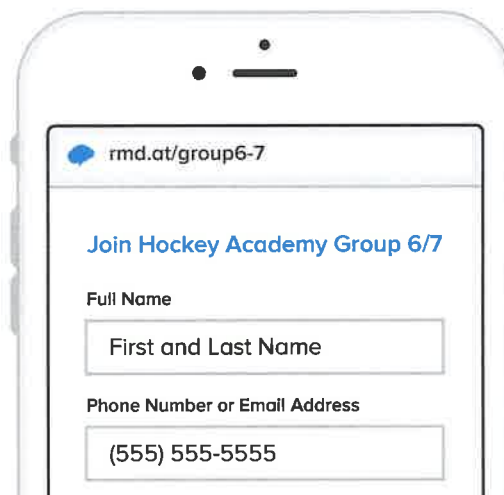 rmd.at/group6-7
Join Hockey Academy Group 6/7
Full Name
First and Last Name
Phone Number or Email Address
(555) 555-5555